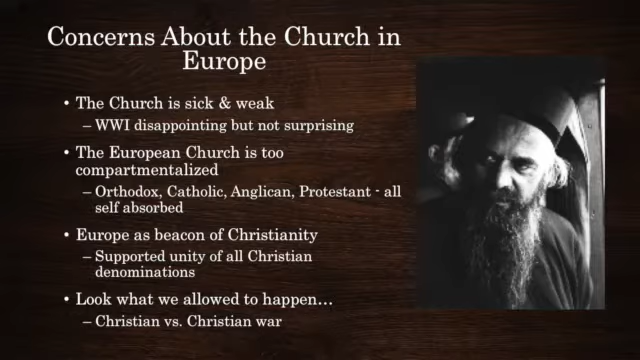 Concerns About the Church in
Europe
• The Church is sick & weak
– WWI disappointing but not surprising
• The European Church is too
compartmentalized
– Orthodox, Catholic, Anglican, Protestant - all
self absorbed
• Europe as beacon of Christianity
– Supported unity of all Christian
denominations
• Look what we allowed to happen…
– Christian vs. Christian war